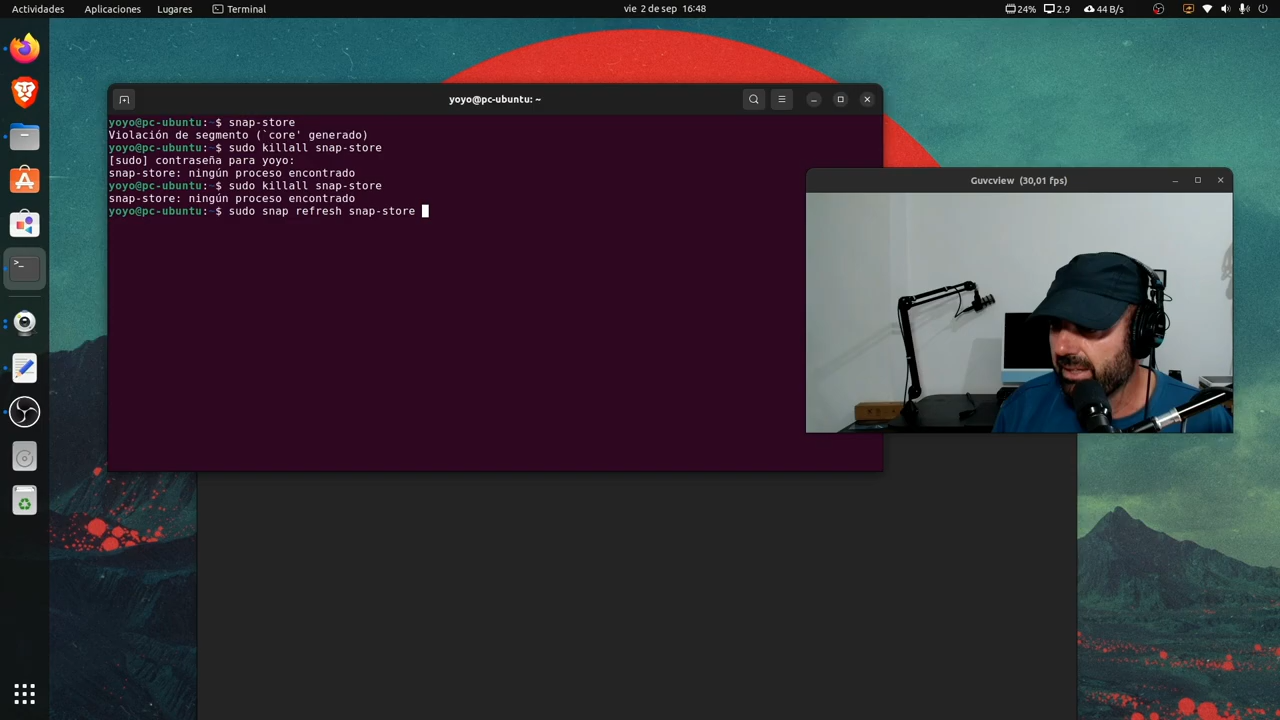 Actividades Aplicaciones Lugares Terminal vie 2 de sep 16:48 24% 2.9 44 B/s
yoyo@pc-ubuntu: ~
yoyo@pc-ubuntu:~$ snap-store
Violación de segmento (`core' generado)
yoyo@pc-ubuntu:~$ sudo killall snap-store
[sudo] contraseña para yoyo:
snap-store: ningún proceso encontrado
yoyo@pc-ubuntu:~$ sudo killall snap-store
snap-store: ningún proceso encontrado
yoyo@pc-ubuntu:~$ sudo snap refresh snap-store
Guvcview (30,01 fps)